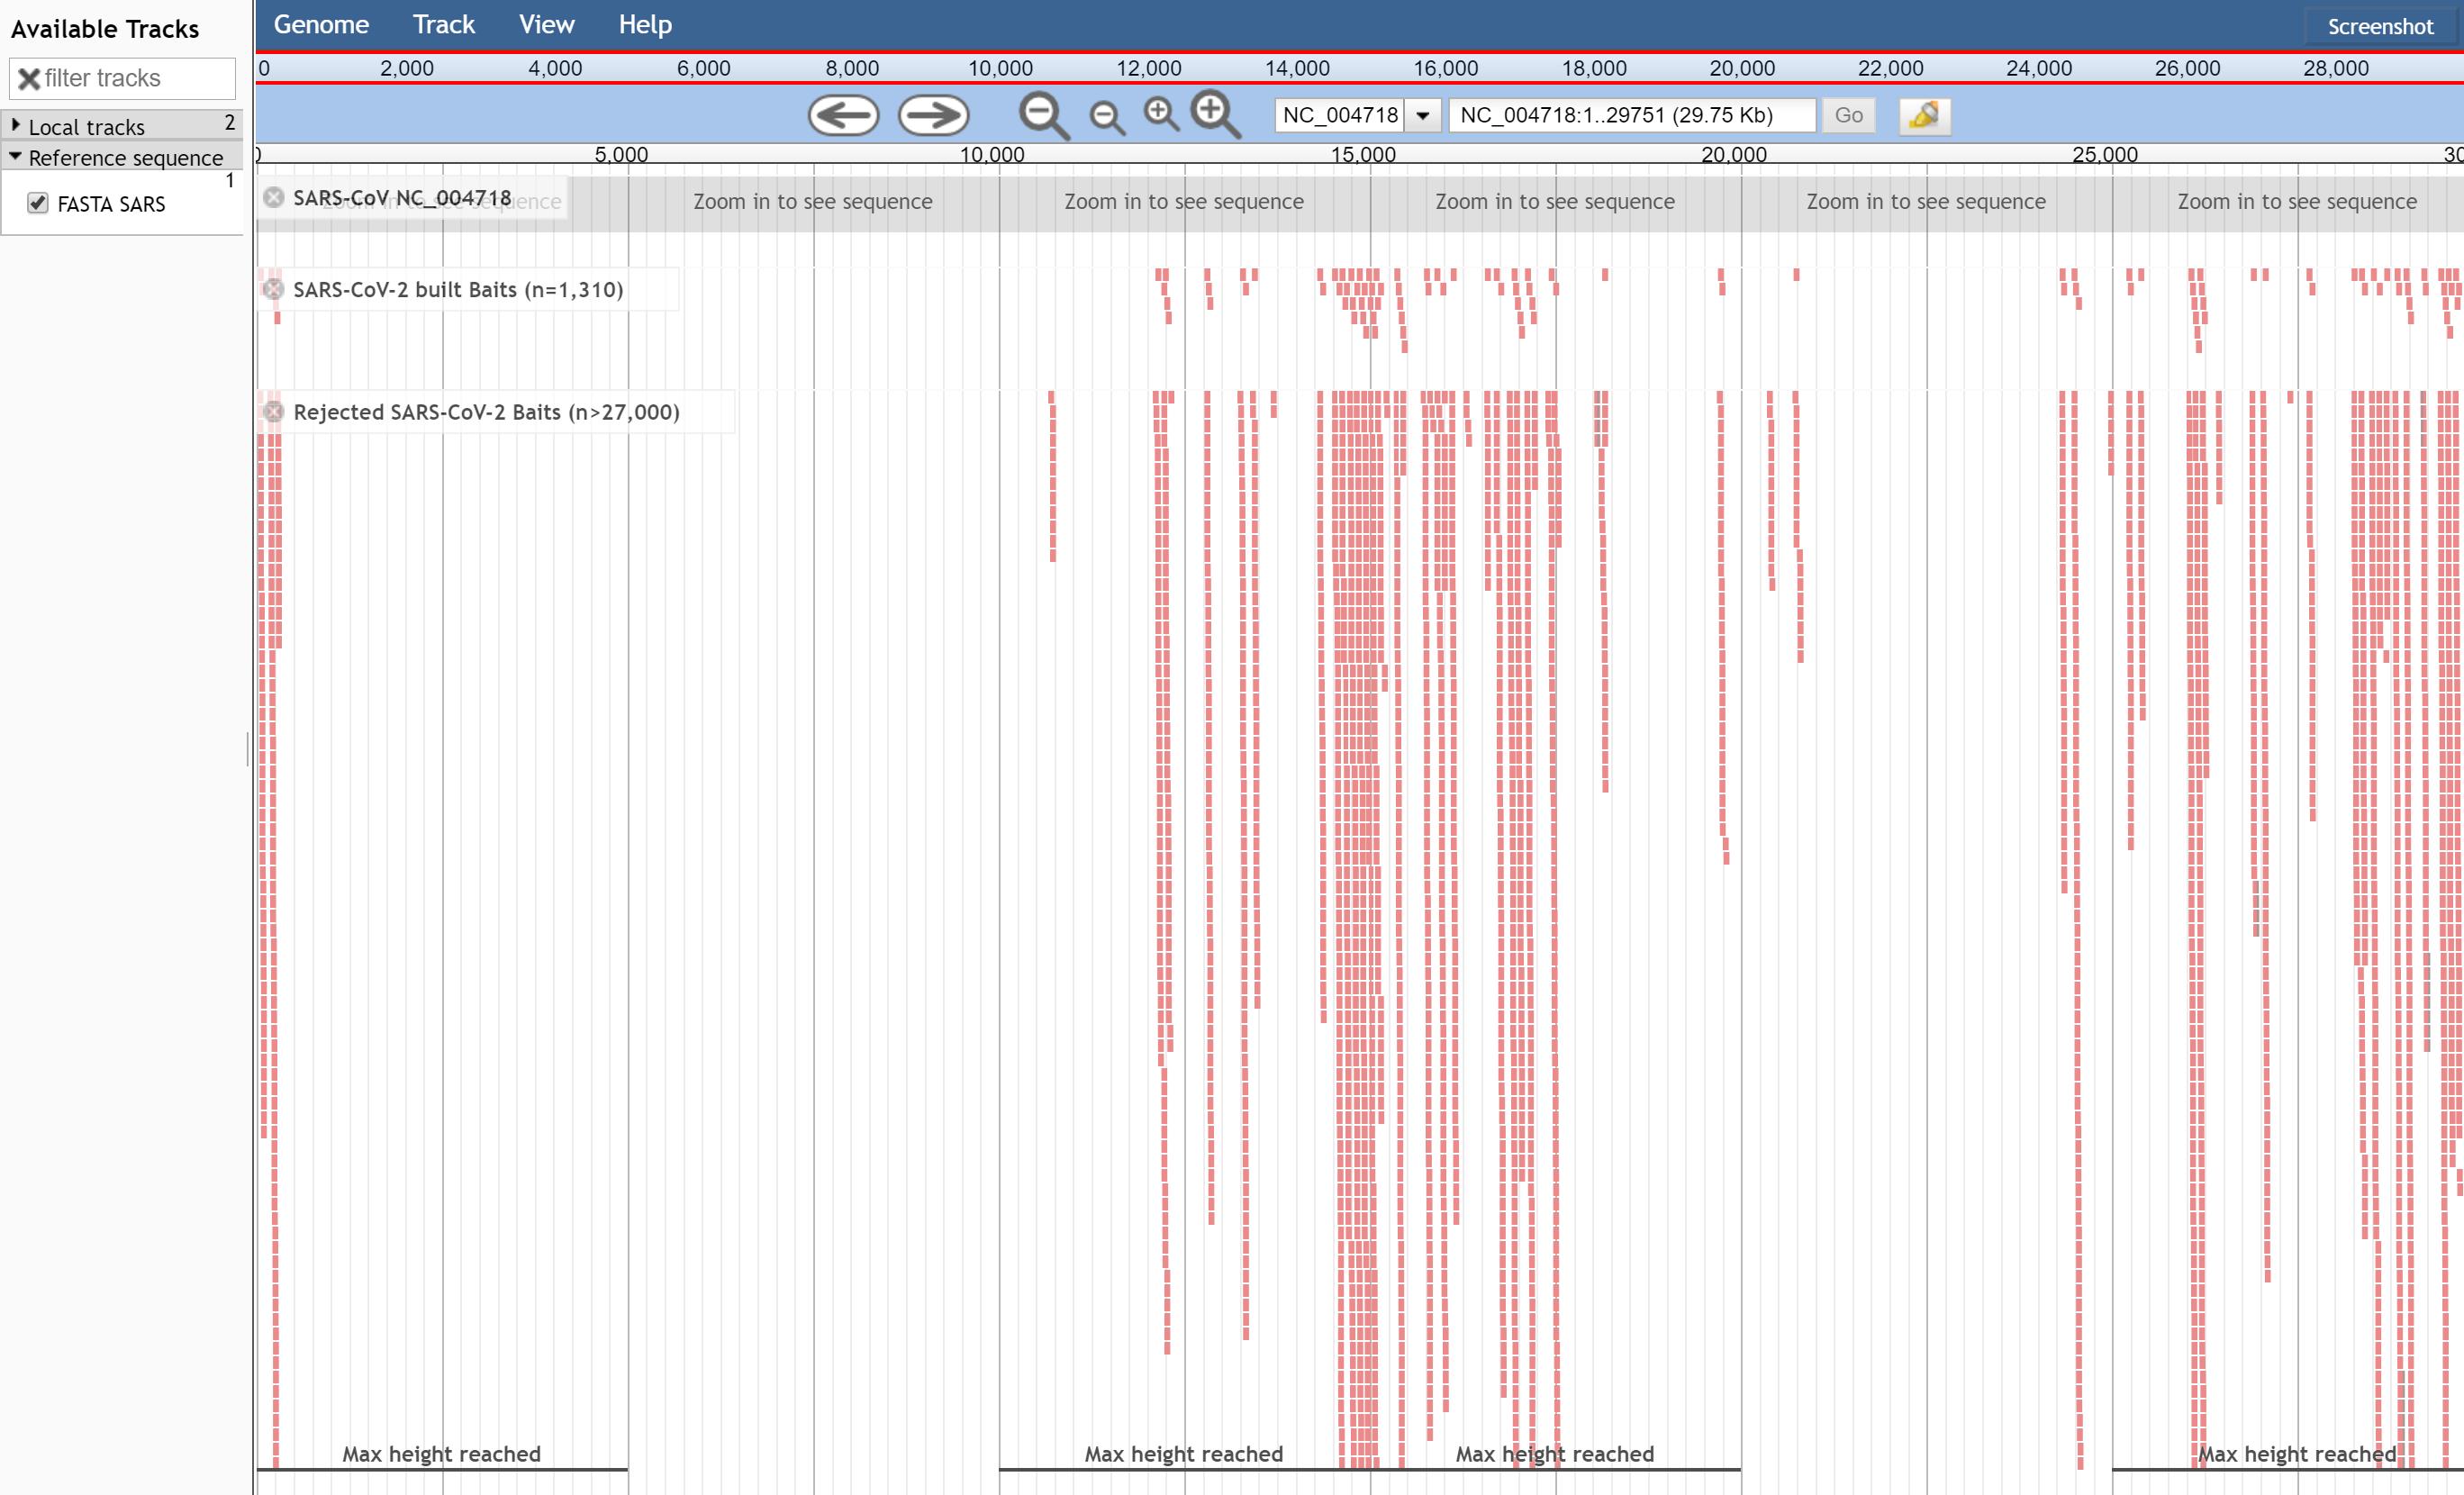 Available Tracks
filter tracks
Local tracks 2
Reference sequence
1
FASTA SARS
Genome Track View Help Screenshot
0 2,000 4,000 6,000 8,000 10,000 12,000 14,000 16,000 18,000 20,000 22,000 24,000 26,000 28,000
NC_004718 NC_004718:1..29751 (29.75 Kb) Go
0 5,000 10,000 15,000 20,000 25,000 30
SARS-CoV NC_004718 Zoom in to see sequence Zoom in to see sequence Zoom in to see sequence Zoom in to see sequence Zoom in to see sequence Zoom in to see sequence
SARS-CoV-2 built Baits (n=1,310)
Rejected SARS-CoV-2 Baits (n>27,000)
Max height reached Max height reached Max height reached Max height reached